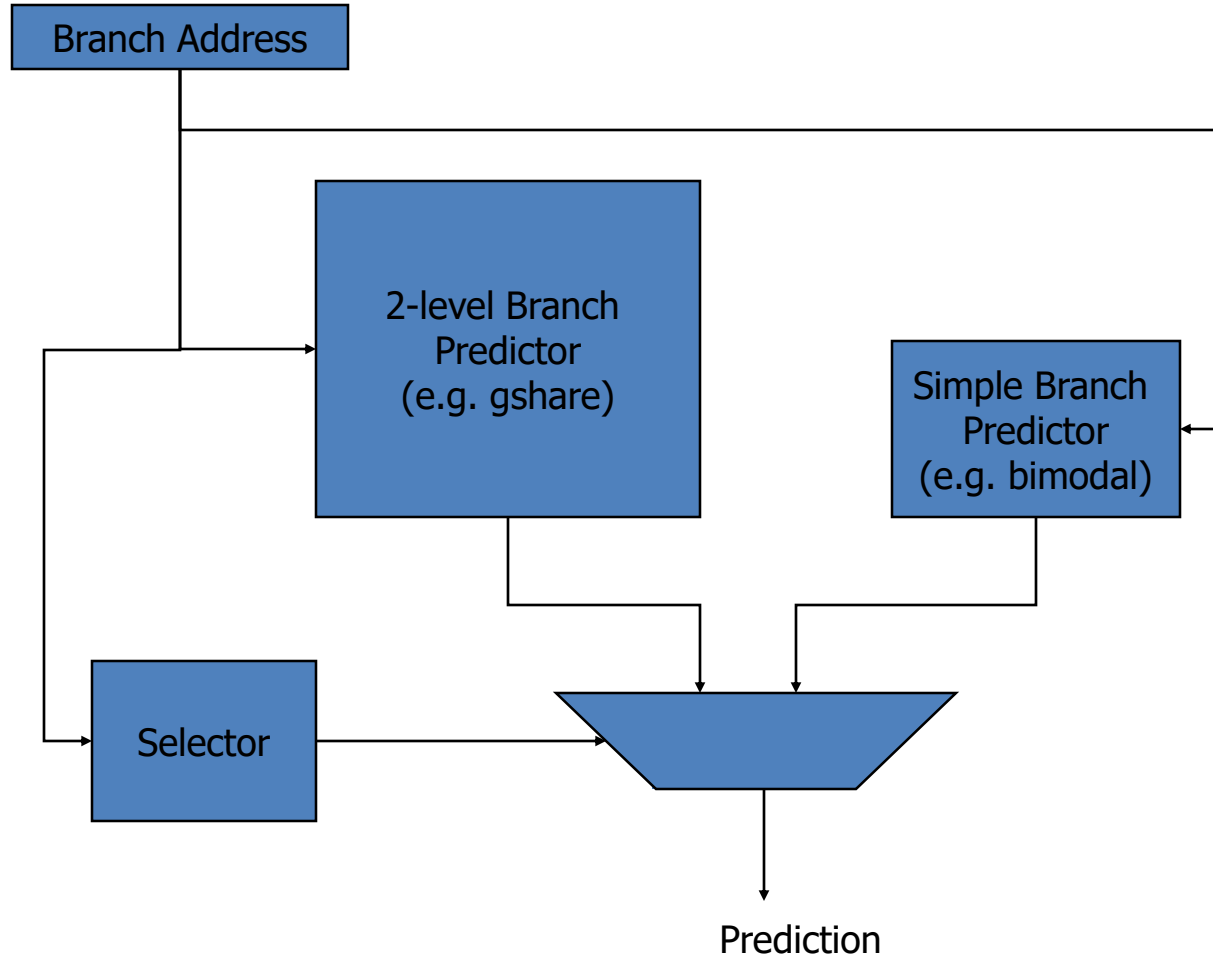 Branch Address
2-level Branch
Predictor
(e.g. gshare)
Simple Branch
Predictor
(e.g. bimodal)
Selector
Prediction